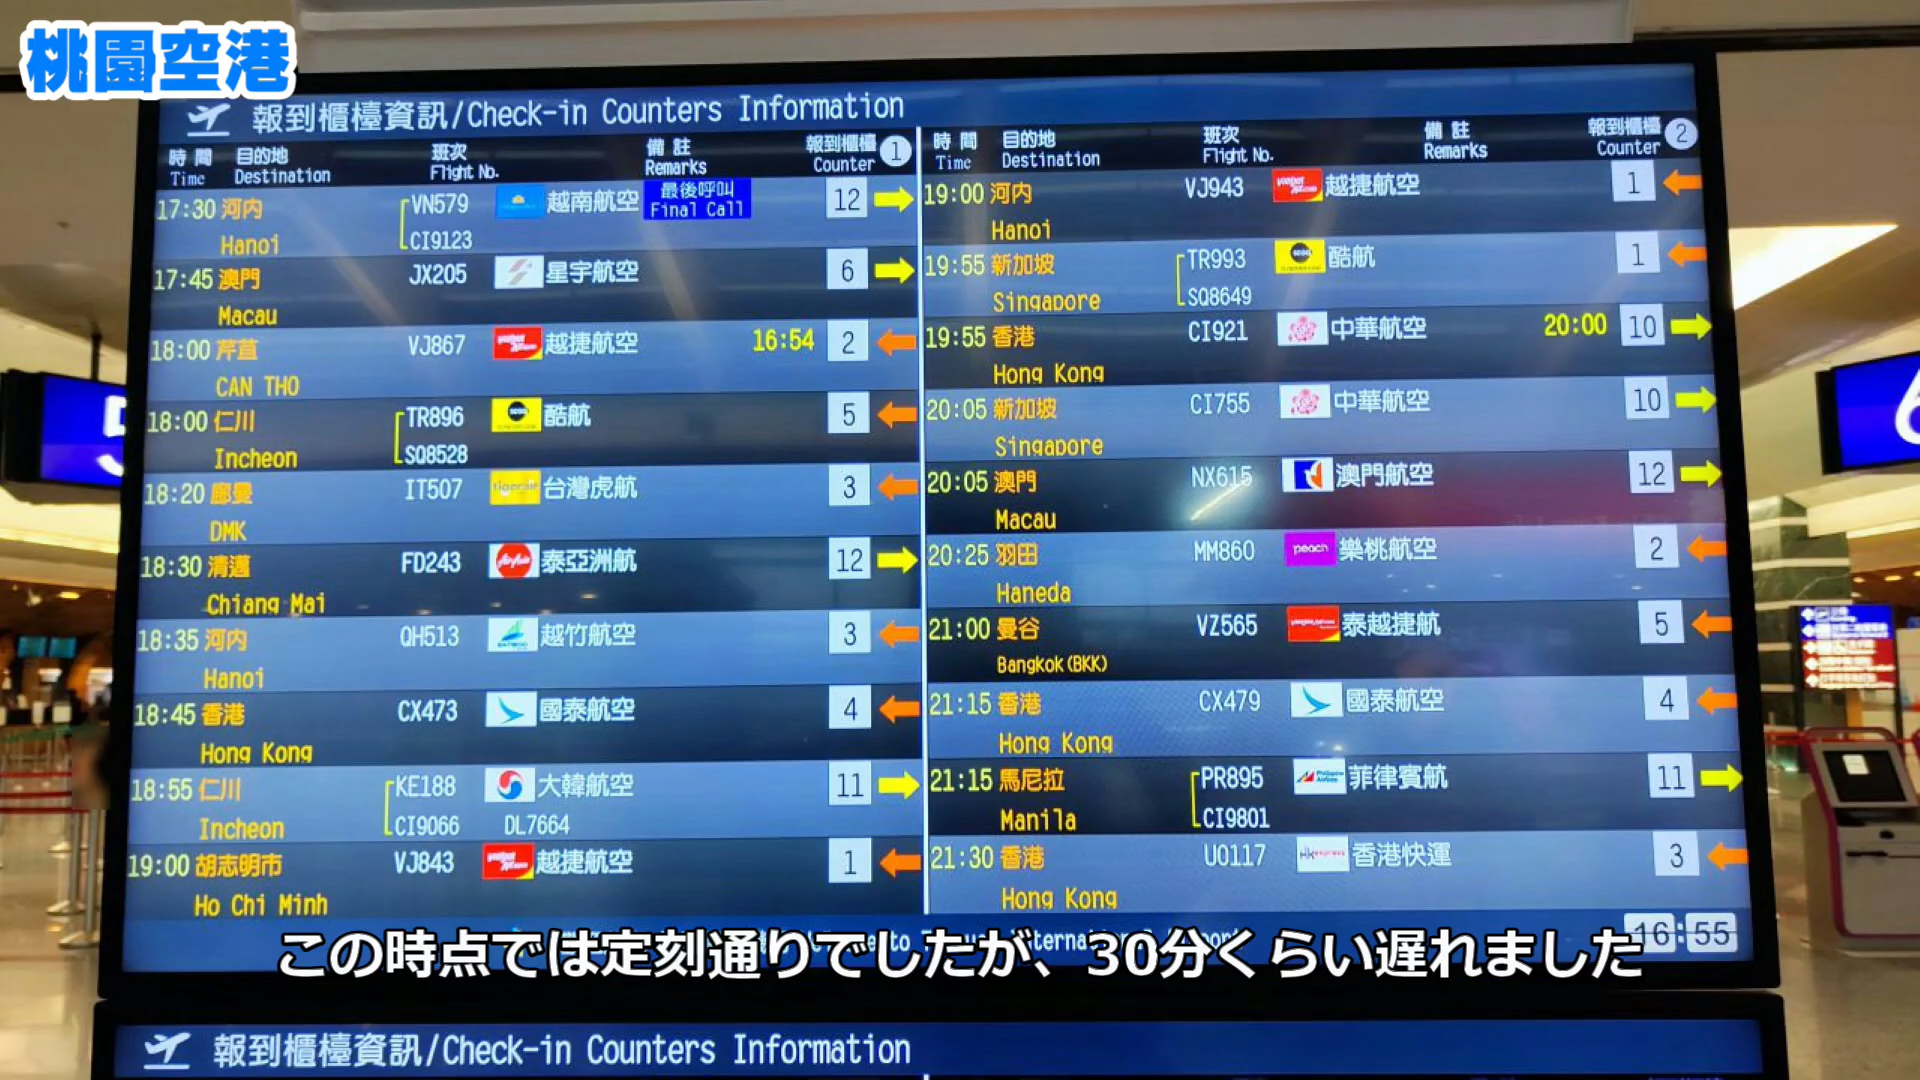 桃園空港
報到櫃檯資訊/Check-in Counters Information
時間 目的地 班次 備註 報到櫃檯 1
Time Destination Flight No. Remarks Counter
17:30 河内 VN579 越南航空 最後呼叫 Final Call 12
Hanoi CI9123
17:45 澳門 JX205 星宇航空 6
Macau
18:00 芹苴 VJ867 越捷航空 16:54 2
CAN THO
18:00 仁川 TR896 酷航 5
Incheon SQ8528
18:20 廊曼 IT507 tigerair 台灣虎航 3
DMK
18:30 清邁 FD243 AirAsia 泰亞洲航 12
Chiang Mai
18:35 河内 QH513 越竹航空 3
Hanoi
18:45 香港 CX473 國泰航空 4
Hong Kong
18:55 仁川 KE188 大韓航空 11
Incheon CI9066 DL7664
19:00 胡志明市 VJ843 越捷航空 1
Ho Chi Minh
時間 目的地 班次 備註 報到櫃檯 2
Time Destination Flight No. Remarks Counter
19:00 河内 VJ943 越捷航空 1
Hanoi
19:55 新加坡 TR993 酷航 1
Singapore SQ8649
19:55 香港 CI921 中華航空 20:00 10
Hong Kong
20:05 新加坡 CI755 中華航空 10
Singapore
20:05 澳門 NX615 澳門航空 12
Macau
20:25 羽田 MM860 peach 樂桃航空 2
Haneda
21:00 曼谷 VZ565 泰越捷航 5
Bangkok(BKK)
21:15 香港 CX479 國泰航空 4
Hong Kong
21:15 馬尼拉 PR895 菲律賓航 11
Manila CI9801
21:30 香港 UO117 HK express 香港快運 3
Hong Kong
16:55
この時点では定刻通りでしたが、30分くらい遅れました
報到櫃檯資訊/Check-in Counters Information